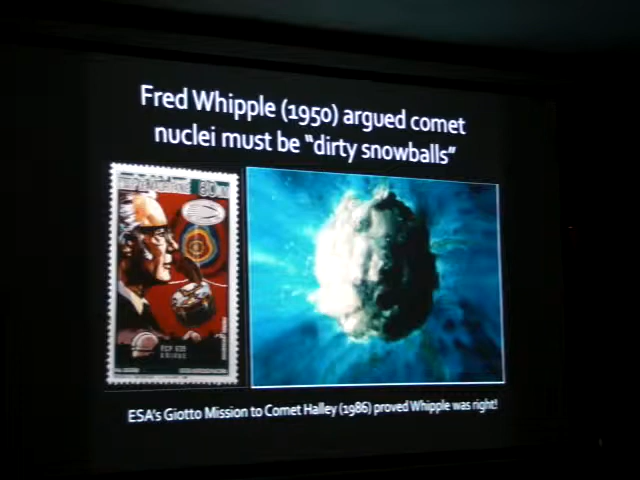 Fred Whipple (1950) argued comet
nuclei must be "dirty snowballs"
ESA's Giotto Mission to Comet Halley (1986) proved Whipple was right!